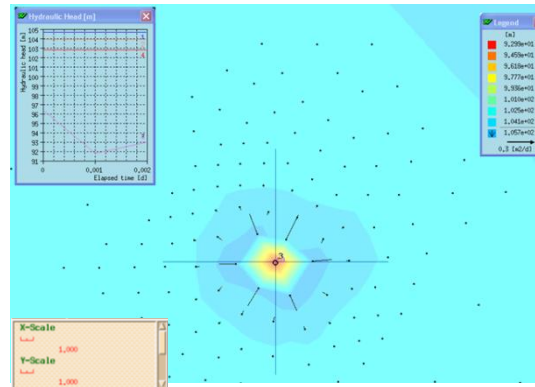 Hydraulic Head [m]
105
104
103
102
101
100
99
98
97
96
95
94
93
92
91
0.000
0.001
0.002
Hydraulic head [m]
Elapsed time [d]
Legend
[m]
9.299e+01
9.459e+01
9.618e+01
9.777e+01
9.936e+01
1.010e+02
1.025e+02
1.041e+02
1.057e+02
0.5 [m2/d]
3
X-Scale
1,000
Y-Scale
1,000